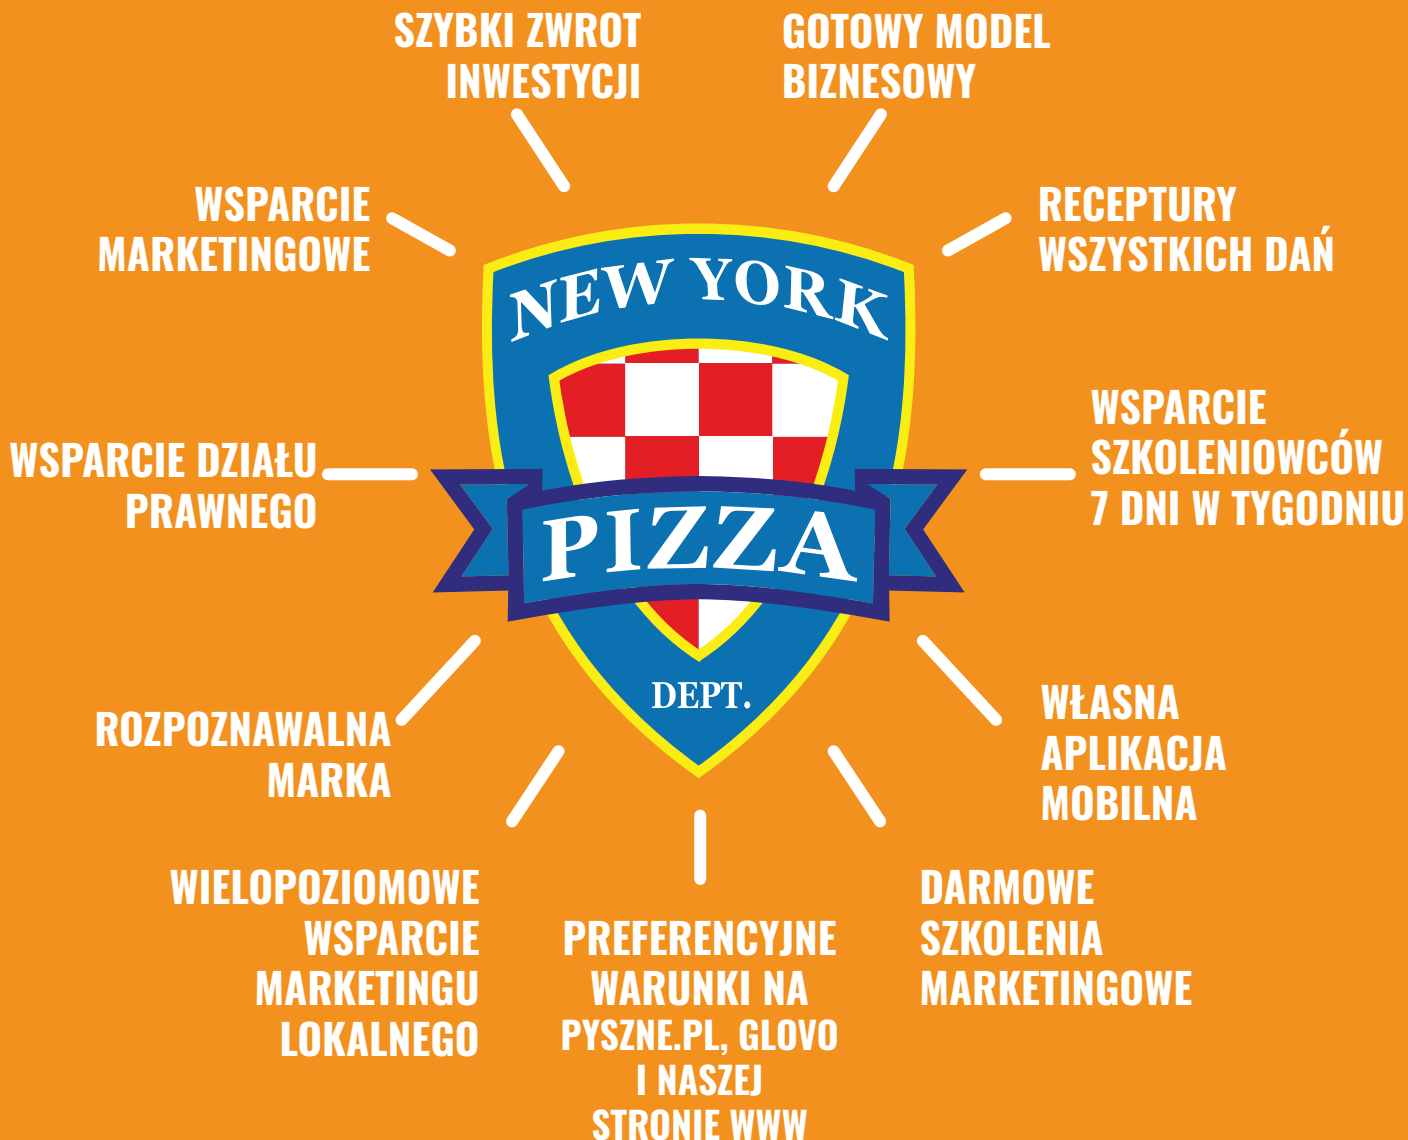 SZYBKI ZWROT
INWESTYCJI
GOTOWY MODEL
BIZNESOWY
WSPARCIE
MARKETINGOWE
RECEPTURY
WSZYSTKICH DAŃ
NEW YORK
PIZZA
DEPT.
WSPARCIE DZIAŁU
PRAWNEGO
WSPARCIE
SZKOLENIOWCÓW
7 DNI W TYGODNIU
ROZPOZNAWALNA
MARKA
WŁASNA
APLIKACJA
MOBILNA
WIELOPOZIOMOWE
WSPARCIE
MARKETINGU
LOKALNEGO
PREFERENCYJNE
WARUNKI NA
PYSZNE.PL, GLOVO
I NASZEJ
STRONIE WWW
DARMOWE
SZKOLENIA
MARKETINGOWE